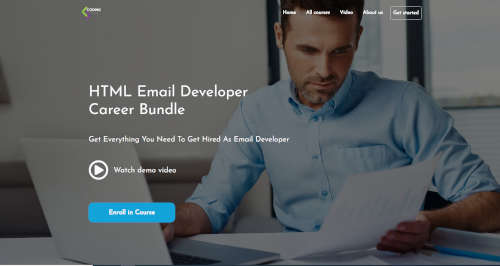 CODING
Home All courses Video About us Get started
HTML Email Developer
Career Bundle
Get Everything You Need To Get Hired As Email Developer
Watch demo video
Enroll in Course